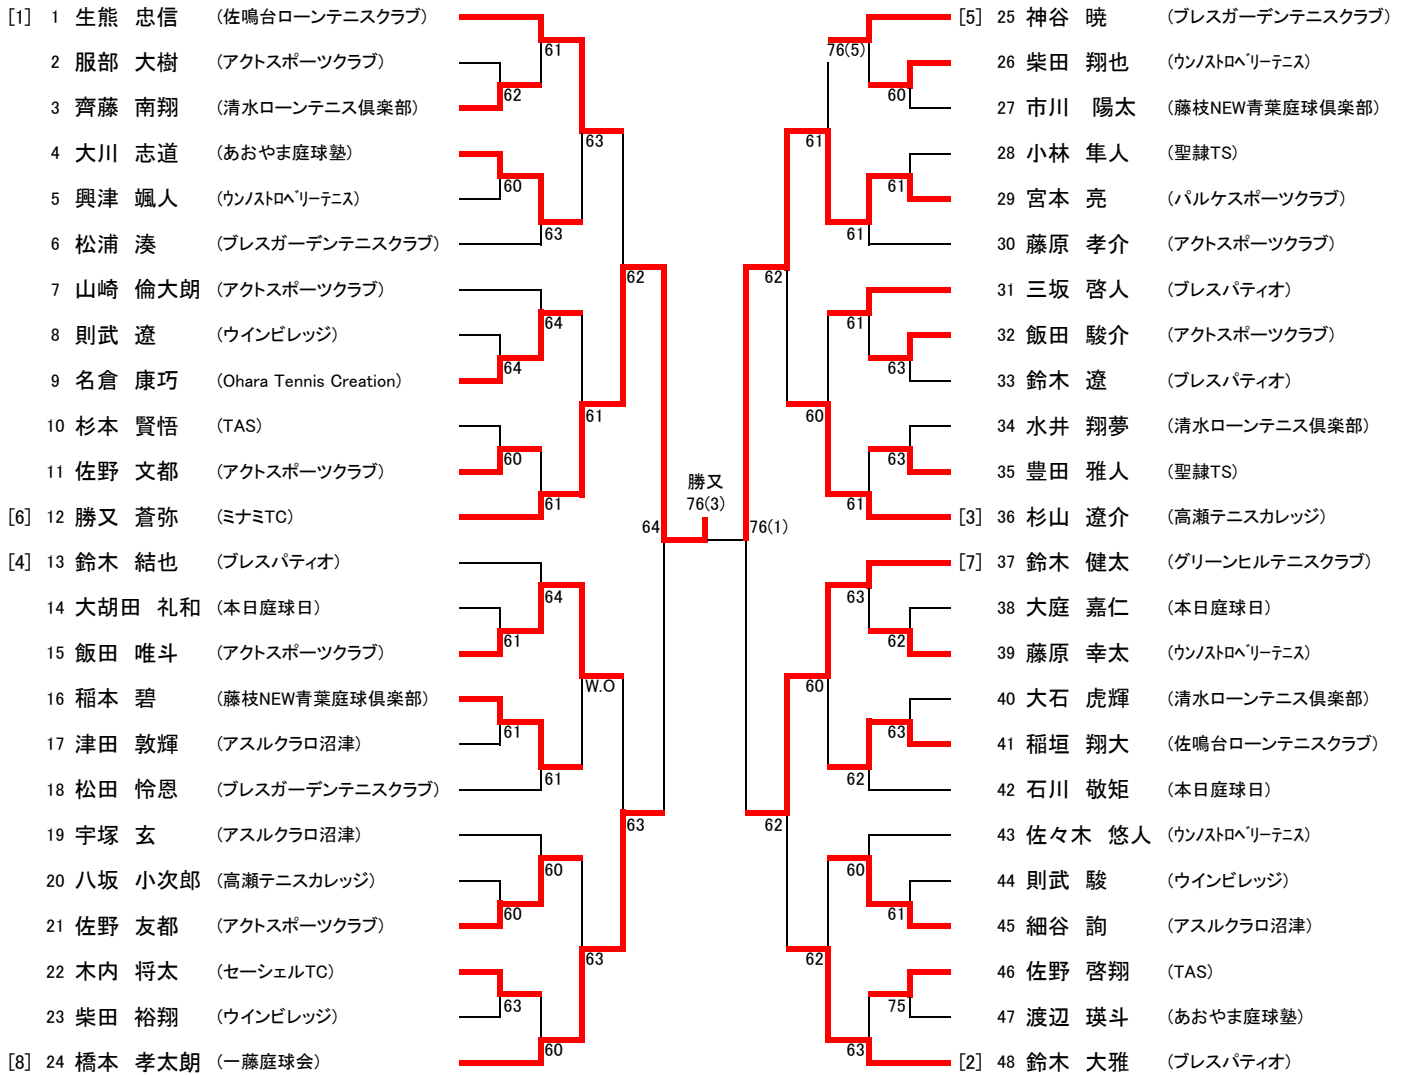 [1] 1 生熊 忠信 (佐鳴台ローンテニスクラブ)
2 服部 大樹 (アクトスポーツクラブ)
3 齊藤 南翔 (清水ローンテニス倶楽部)
4 大川 志道 (あおやま庭球塾)
5 興津 颯人 (ウンノストロベリーテニス)
6 松浦 湊 (ブレスガーデンテニスクラブ)
7 山崎 倫大朗 (アクトスポーツクラブ)
8 則武 遼 (ウインビレッジ)
9 名倉 康巧 (Ohara Tennis Creation)
10 杉本 賢悟 (TAS)
11 佐野 文都 (アクトスポーツクラブ)
[6] 12 勝又 蒼弥 (ミナミTC)
[4] 13 鈴木 結也 (ブレスパティオ)
14 大胡田 礼和 (本日庭球日)
15 飯田 唯斗 (アクトスポーツクラブ)
16 稲本 碧 (藤枝NEW青葉庭球倶楽部)
17 津田 敦輝 (アスルクラロ沼津)
18 松田 怜恩 (ブレスガーデンテニスクラブ)
19 宇塚 玄 (アスルクラロ沼津)
20 八坂 小次郎 (高瀬テニスカレッジ)
21 佐野 友都 (アクトスポーツクラブ)
22 木内 将太 (セーシェルTC)
23 柴田 裕翔 (ウインビレッジ)
[8] 24 橋本 孝太朗 (一藤庭球会)
61
62
60
63
63
64
64
60
61
61
62
61
64
61
61
W.O
60
60
63
60
63
63
64
勝又
76(3)
76(1)
76(5)
60
61
61
61
61
63
63
61
60
62
63
62
63
62
60
60
61
75
63
62
62
[5] 25 神谷 暁 (ブレスガーデンテニスクラブ)
26 柴田 翔也 (ウンノストロベリーテニス)
27 市川 陽太 (藤枝NEW青葉庭球倶楽部)
28 小林 隼人 (聖隷TS)
29 宮本 亮 (パルケスポーツクラブ)
30 藤原 孝介 (アクトスポーツクラブ)
31 三坂 啓人 (ブレスパティオ)
32 飯田 駿介 (アクトスポーツクラブ)
33 鈴木 遼 (ブレスパティオ)
34 水井 翔夢 (清水ローンテニス倶楽部)
35 豊田 雅人 (聖隷TS)
[3] 36 杉山 遼介 (高瀬テニスカレッジ)
[7] 37 鈴木 健太 (グリーンヒルテニスクラブ)
38 大庭 嘉仁 (本日庭球日)
39 藤原 幸太 (ウンノストロベリーテニス)
40 大石 虎輝 (清水ローンテニス倶楽部)
41 稲垣 翔大 (佐鳴台ローンテニスクラブ)
42 石川 敬矩 (本日庭球日)
43 佐々木 悠人 (ウンノストロベリーテニス)
44 則武 駿 (ウインビレッジ)
45 細谷 詢 (アスルクラロ沼津)
46 佐野 啓翔 (TAS)
47 渡辺 瑛斗 (あおやま庭球塾)
[2] 48 鈴木 大雅 (ブレスパティオ)